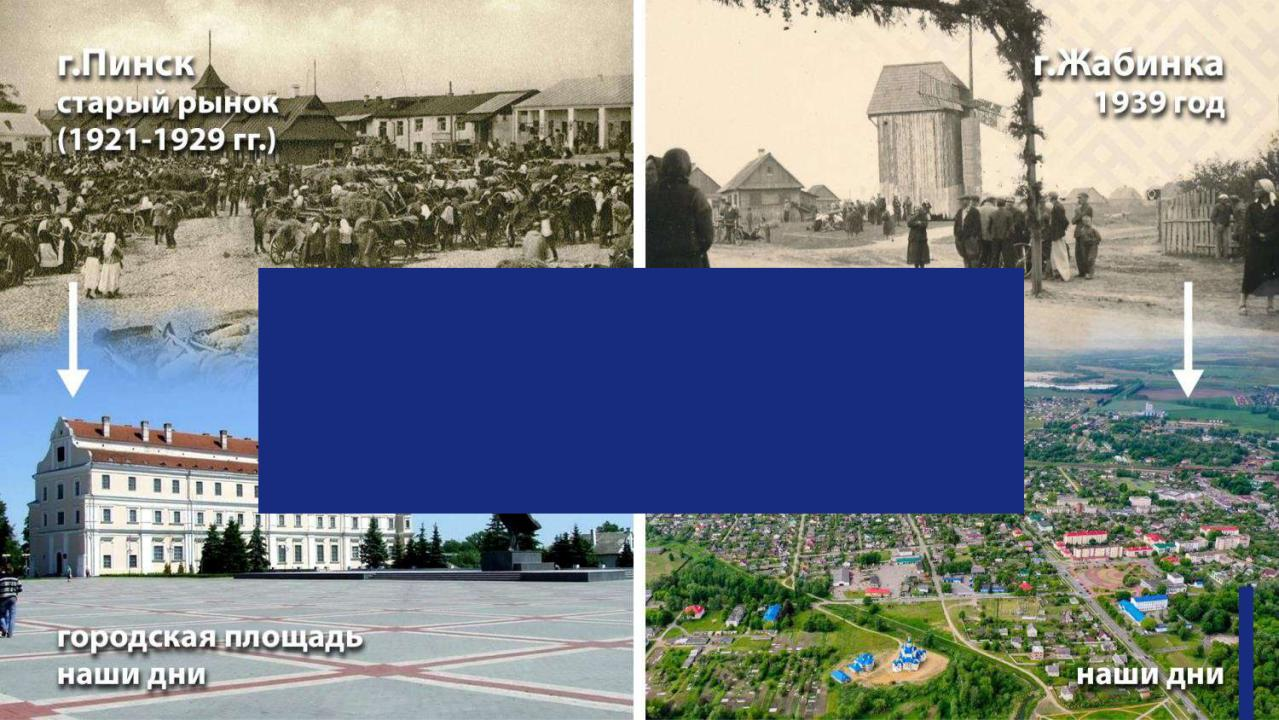 г.Пинск
старый рынок
(1921-1929 гг.)
г.Жабинка
1939 год
городская площадь
наши дни
наши дни